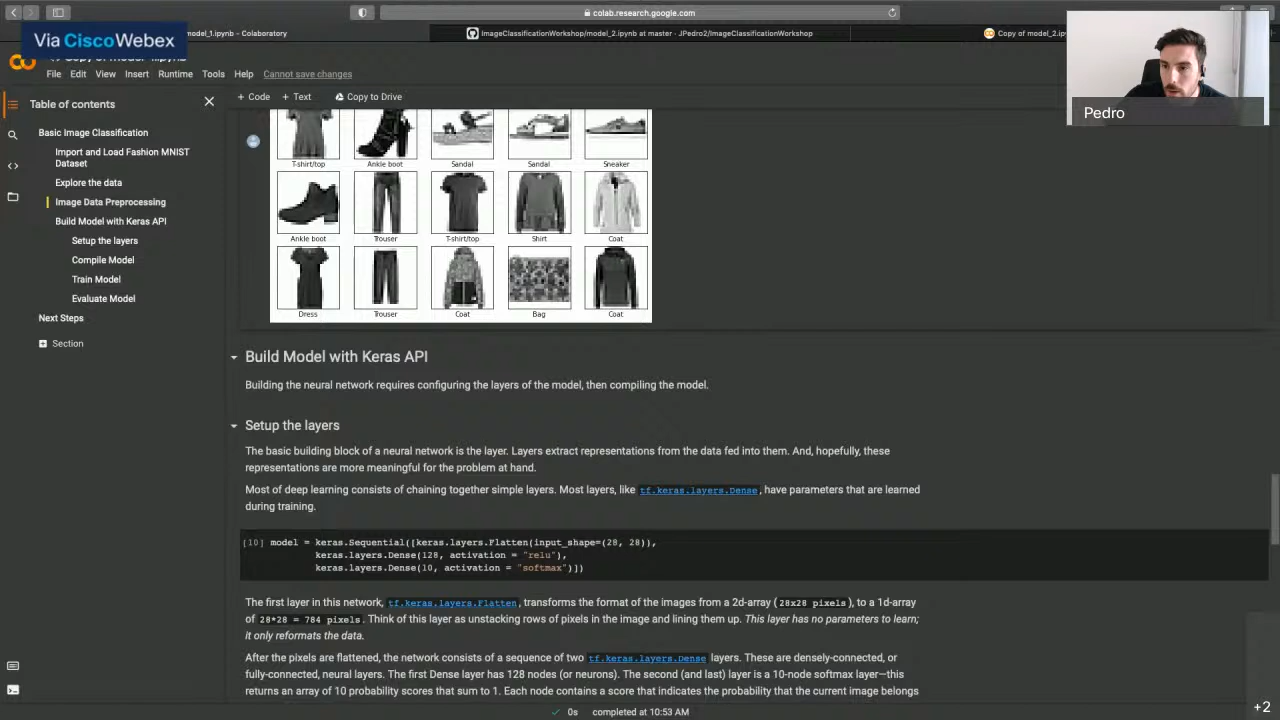 colab.research.google.com
Via Cisco Webex
model_1.ipynb - Colaboratory
ImageClassificationWorkshop/model_2.ipynb at master - JPedro2/ImageClassificationWorkshop
Copy of model_2.ip
Pedro
File Edit View Insert Runtime Tools Help Cannot save changes
Table of contents
+ Code + Text Copy to Drive
Basic Image Classification
Import and Load Fashion MNIST
Dataset
Explore the data
Image Data Preprocessing
Build Model with Keras API
Setup the layers
Compile Model
Train Model
Evaluate Model
Next Steps
Section
T-shirt/top Ankle boot Sandal Sandal Sneaker
Ankle boot Trouser T-shirt/top Shirt Coat
Dress Trouser Coat Bag Coat
Build Model with Keras API
Building the neural network requires configuring the layers of the model, then compiling the model.
Setup the layers
The basic building block of a neural network is the layer. Layers extract representations from the data fed into them. And, hopefully, these
representations are more meaningful for the problem at hand.
Most of deep learning consists of chaining together simple layers. Most layers, like tf.keras.layers.Dense, have parameters that are learned
during training.
[10] model = keras.Sequential([keras.layers.Flatten(input_shape=(28, 28)),
keras.layers.Dense(128, activation = "relu"),
keras.layers.Dense(10, activation = "softmax")])
The first layer in this network, tf.keras.layers.Flatten, transforms the format of the images from a 2d-array (28x28 pixels), to a 1d-array
of 28*28 = 784 pixels. Think of this layer as unstacking rows of pixels in the image and lining them up. This layer has no parameters to learn;
it only reformats the data.
After the pixels are flattened, the network consists of a sequence of two tf.keras.layers.Dense layers. These are densely-connected, or
fully-connected, neural layers. The first Dense layer has 128 nodes (or neurons). The second (and last) layer is a 10-node softmax layer—this
returns an array of 10 probability scores that sum to 1. Each node contains a score that indicates the probability that the current image belongs
0s completed at 10:53 AM
+2